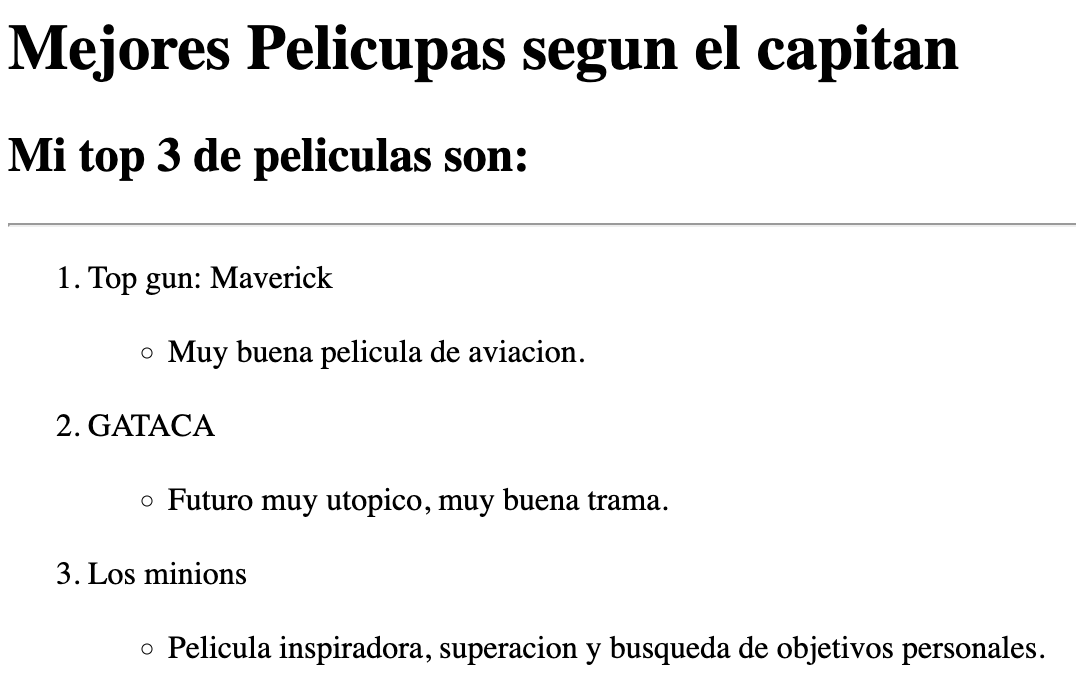 Mejores Pelicupas segun el capitan
Mi top 3 de peliculas son:
1. Top gun: Maverick
◦ Muy buena pelicula de aviacion.
2. GATACA
◦ Futuro muy utopico, muy buena trama.
3. Los minions
◦ Pelicula inspiradora, superacion y busqueda de objetivos personales.